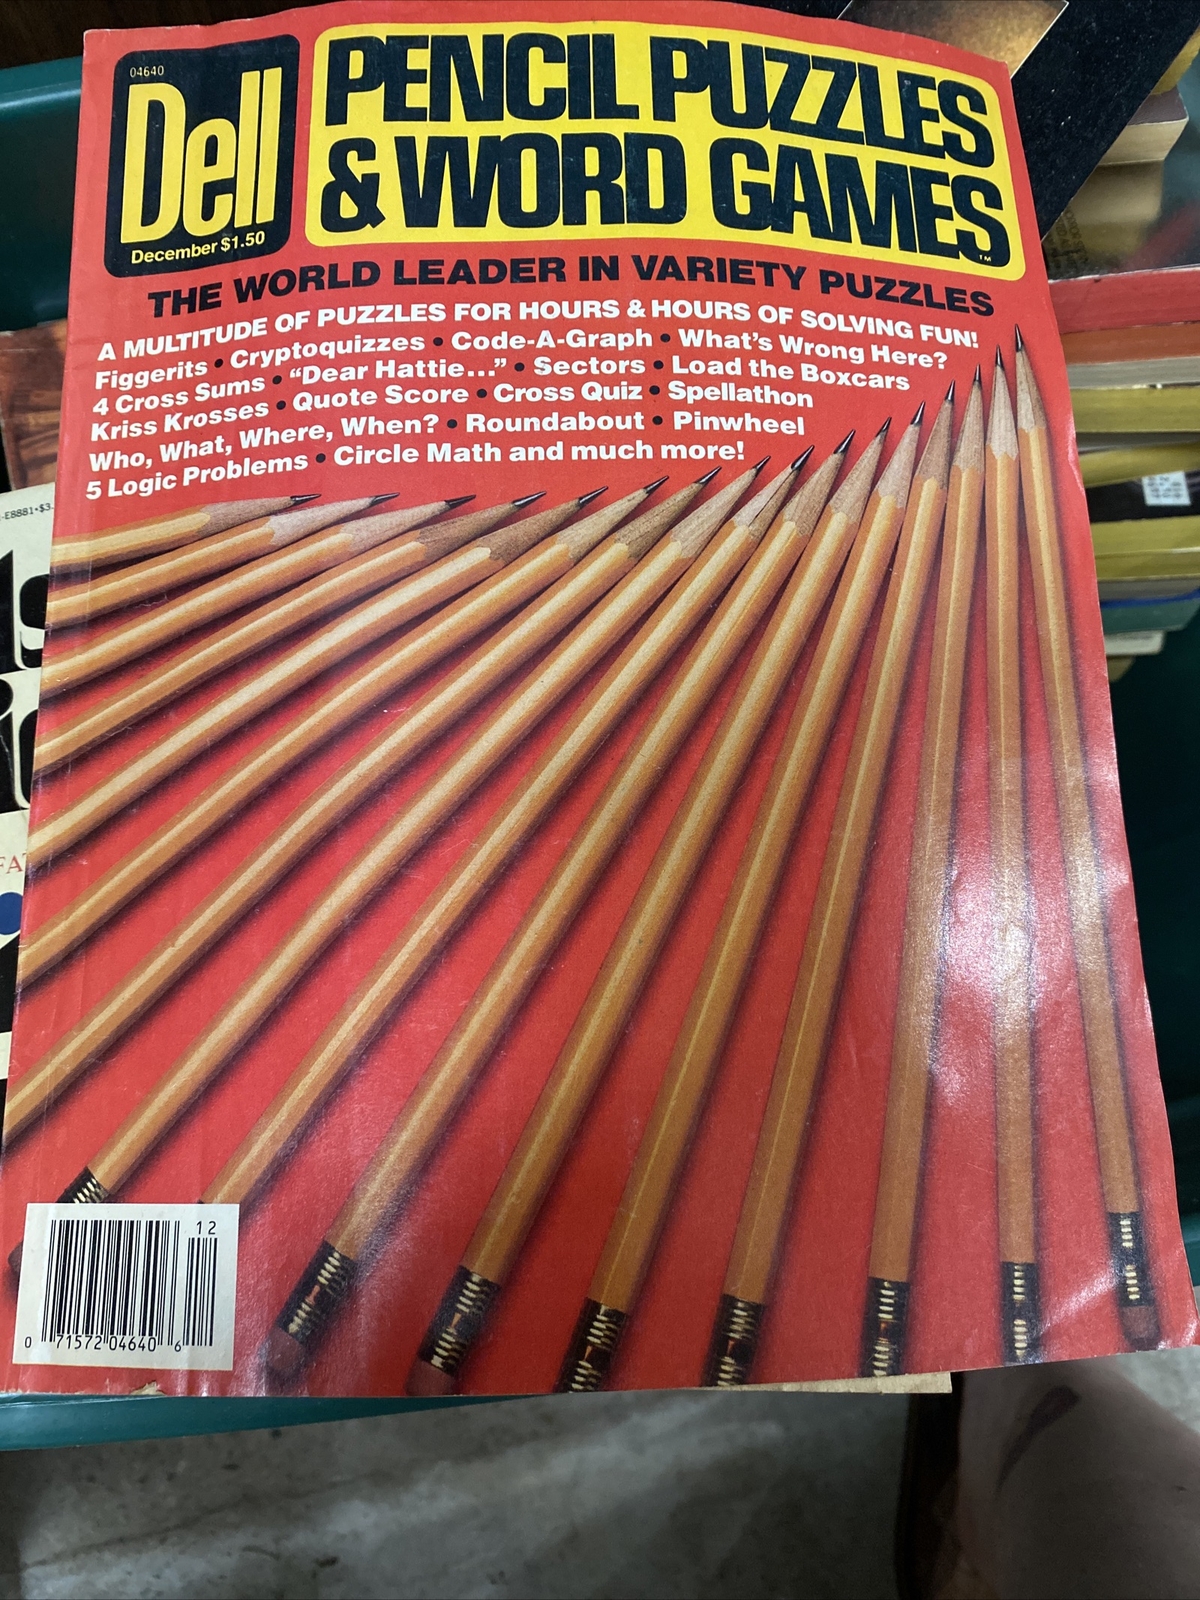 04640
Dell
December $1.50
PENCIL PUZZLES
& WORD GAMES™
THE WORLD LEADER IN VARIETY PUZZLES
A MULTITUDE OF PUZZLES FOR HOURS & HOURS OF SOLVING FUN!
Figgerits • Cryptoquizzes • Code-A-Graph • What's Wrong Here?
4 Cross Sums • "Dear Hattie..." • Sectors • Load the Boxcars
Kriss Krosses • Quote Score • Cross Quiz • Spellathon
Who, What, Where, When? • Roundabout • Pinwheel
5 Logic Problems • Circle Math and much more!
12
0 71572 04640 6
-E8881•$3.